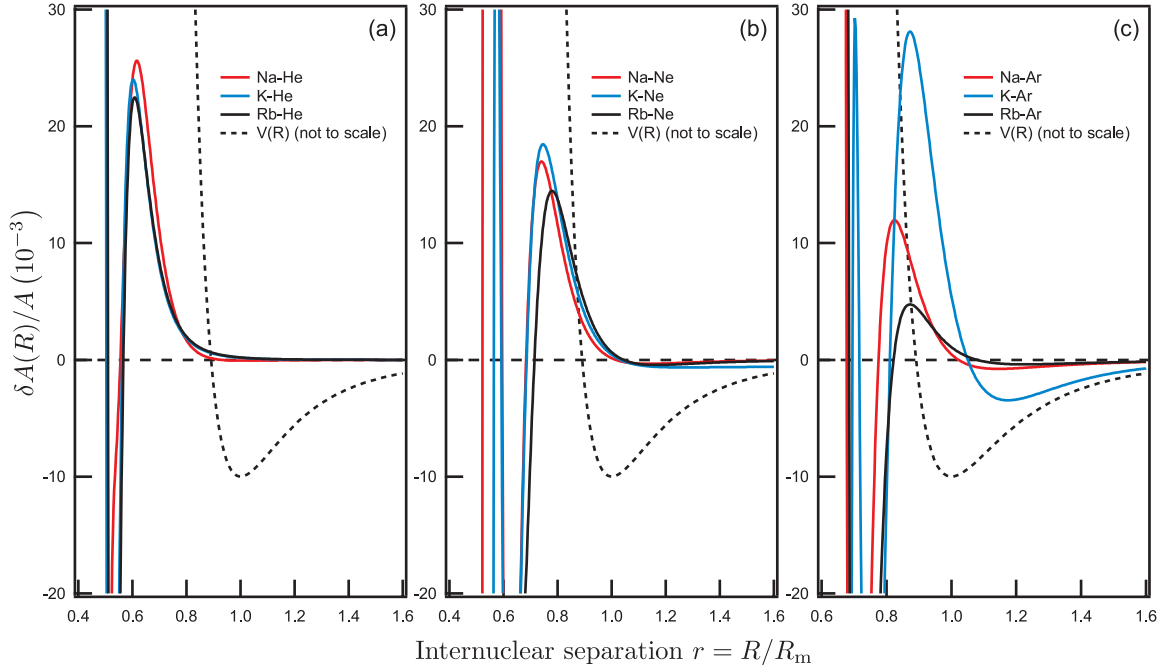 30
20
10
0
-10
-20
δA(R)/A (10⁻³)
(a)
Na-He
K-He
Rb-He
V(R) (not to scale)
0.4 0.6 0.8 1.0 1.2 1.4 1.6
30
20
10
0
-10
-20
(b)
Na-Ne
K-Ne
Rb-Ne
V(R) (not to scale)
0.4 0.6 0.8 1.0 1.2 1.4 1.6
30
20
10
0
-10
-20
(c)
Na-Ar
K-Ar
Rb-Ar
V(R) (not to scale)
0.6 0.8 1.0 1.2 1.4 1.6
Internuclear separation r = R/Rₘ